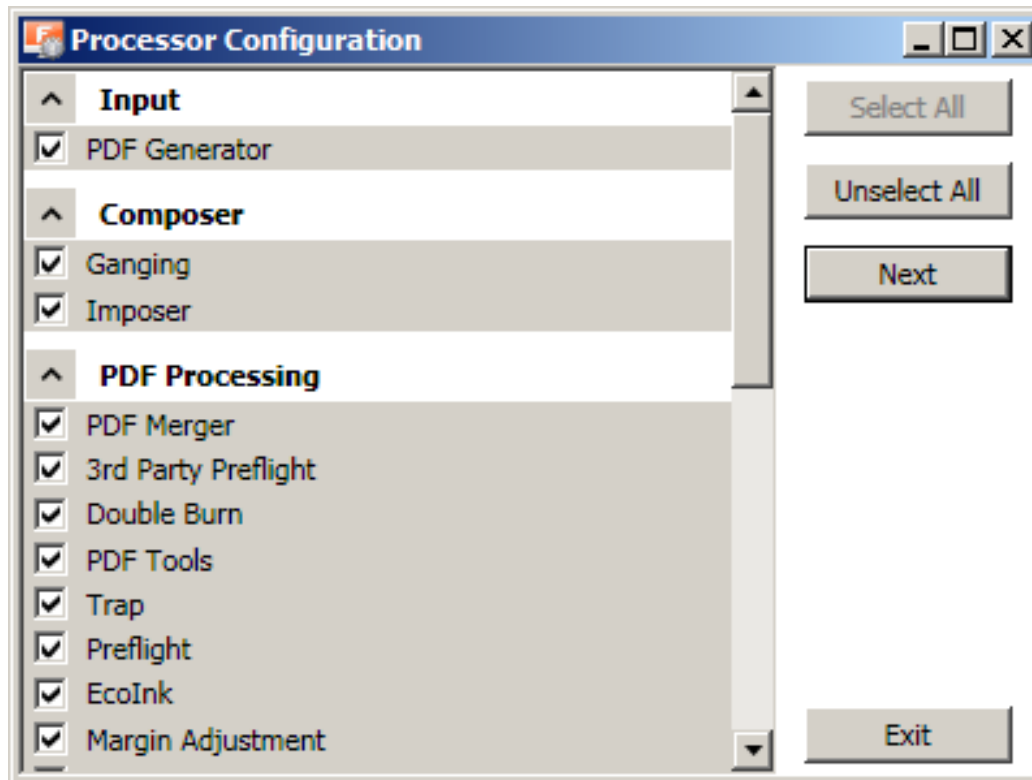 Processor Configuration
Input
PDF Generator
Composer
Ganging
Imposer
PDF Processing
PDF Merger
3rd Party Preflight
Double Burn
PDF Tools
Trap
Preflight
EcoInk
Margin Adjustment
Select All
Unselect All
Next
Exit